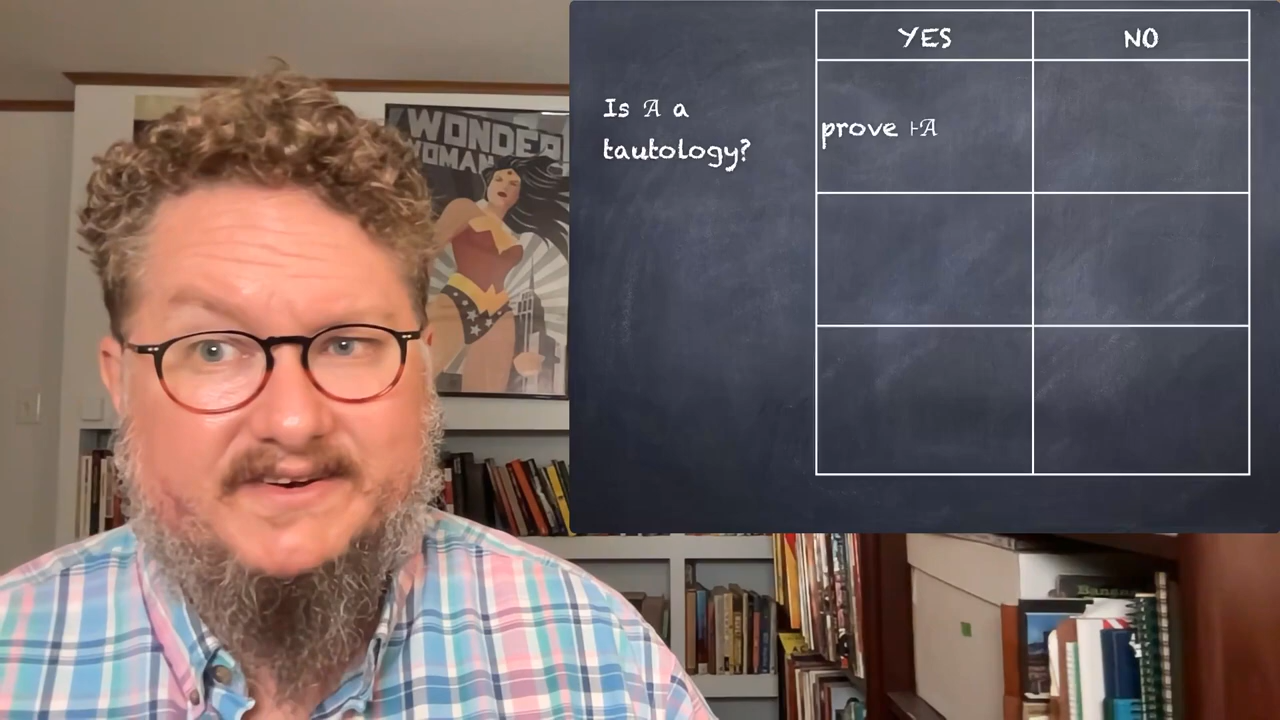 WONDER
WOMAN
YES
NO
Is 𝒜 a
tautology?
prove ⊢𝒜